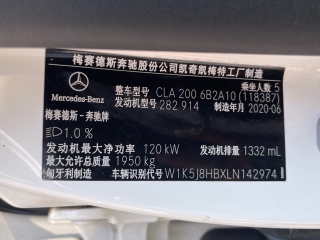 梅赛德斯奔驰股份公司凯奇凯梅特工厂制造
乘坐人数 5
整车型号 CLA 200 6B2A10 (118387)
发动机型号 282 914 制造年月 2020-06
Mercedes-Benz
梅赛德斯-奔驰
1.0 %
发动机最大净功率 120 kW 发动机排量 1332 mL
最大允许总质量 1950 kg
匈牙利制造 车辆识别代号 W1K5J8HBXLN142974